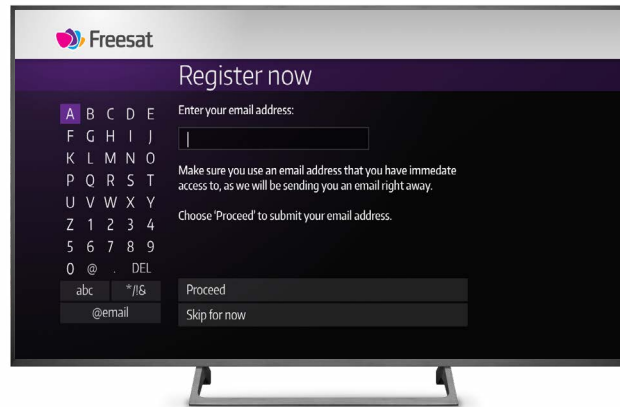 Freesat
Register now
Enter your email address:
A B C D E
F G H I J
K L M N O
P Q R S T
U V W X Y
Z 1 2 3 4
5 6 7 8 9
0 @ . DEL
abc */!&
@email
Make sure you use an email address that you have immedate
access to, as we will be sending you an email right away.
Choose 'Proceed' to submit your email address.
Proceed
Skip for now